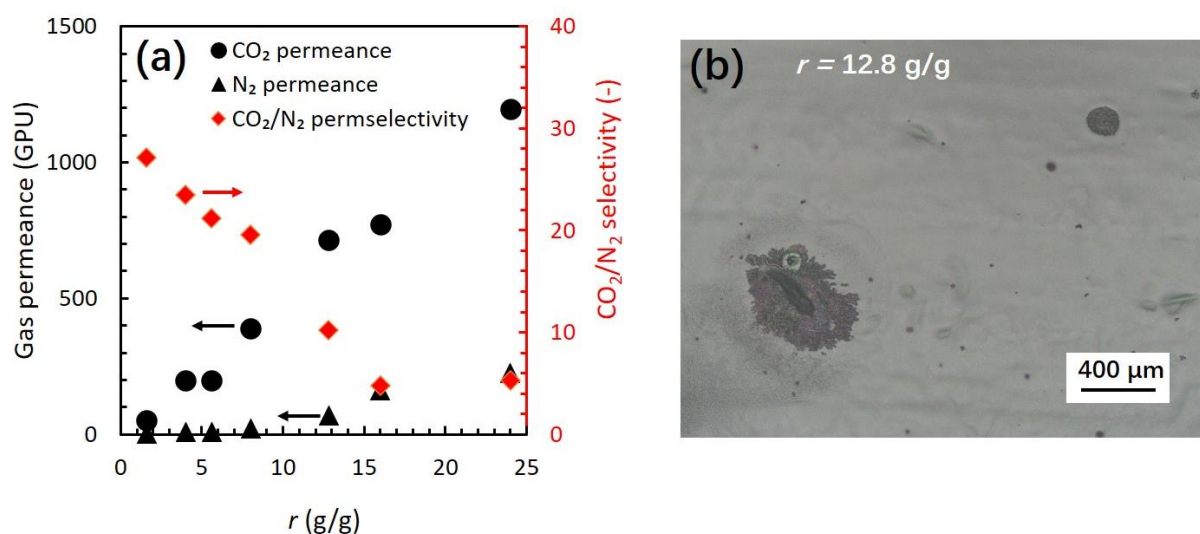 (a)
CO₂ permeance
N₂ permeance
CO₂/N₂ permselectivity
Gas permeance (GPU)
1500
1000
500
0
40
30
20
10
0
CO₂/N₂ selectivity (-)
0 5 10 15 20 25
r (g/g)
(b)
r = 12.8 g/g
400 μm